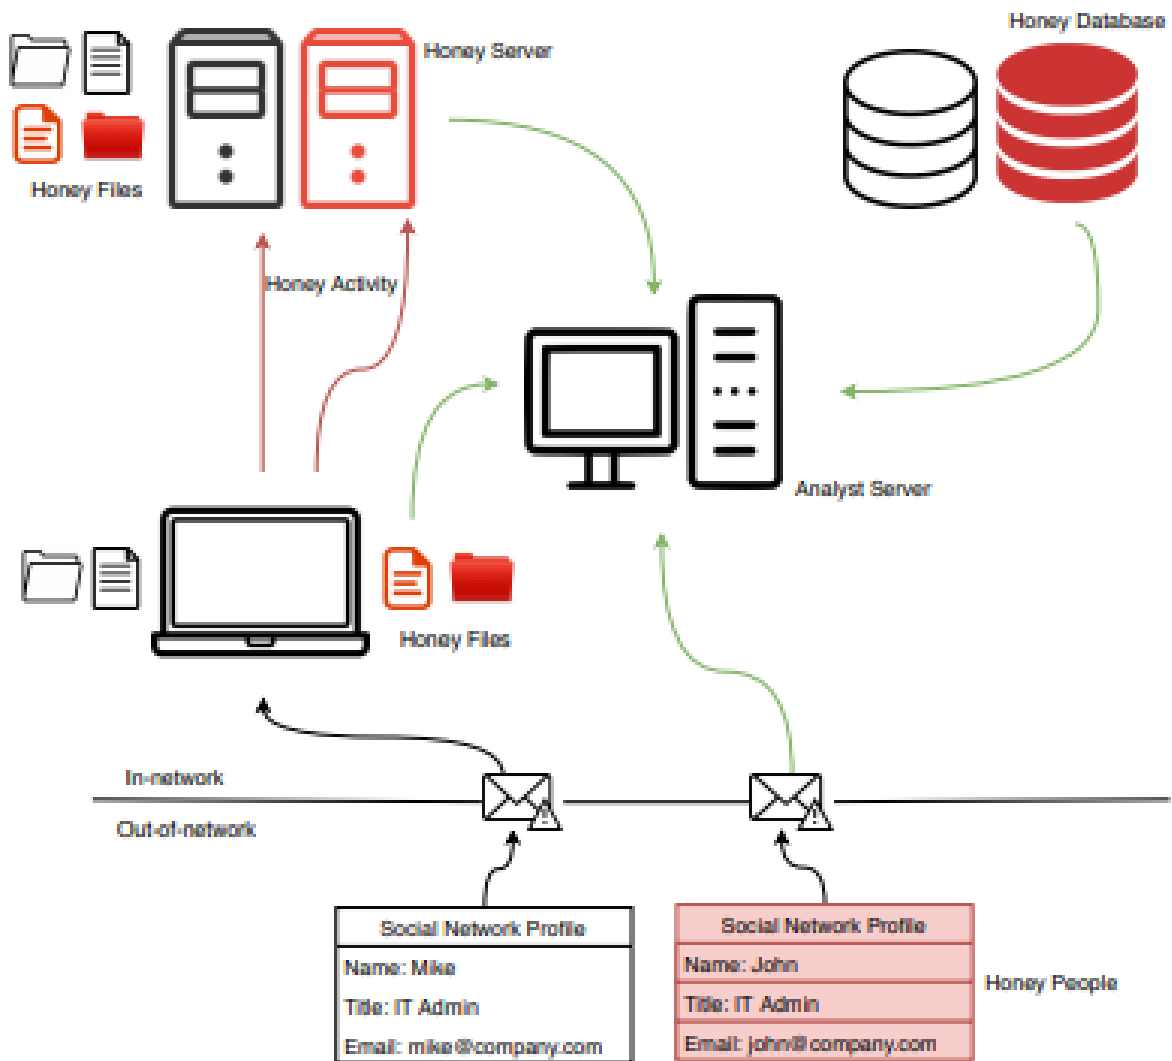 Honey Database
Honey Server
Honey Files
Honey Activity
Analyst Server
Honey Files
In-network
Out-of-network
Social Network Profile
Name: Mike
Title: IT Admin
Email: mike@company.com
Social Network Profile
Name: John
Title: IT Admin
Email: john@company.com
Honey People